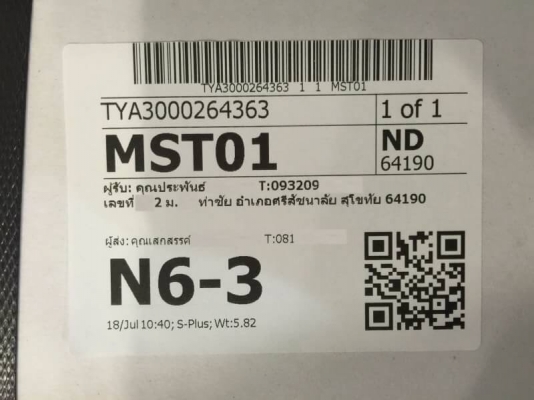 TYA3000264363 1 1 MST01
TYA3000264363 1 of 1
MST01 ND
64190
ผู้รับ: คุณประพันธ์ T:093209
เลขที่ 2 ม. ท่าชัย อำเภอศรีสัชนาลัย สุโขทัย 64190
ผู้ส่ง: คุณเสกสรรค์ T:081
N6-3
18/Jul 10:40; S-Plus; Wt:5.82